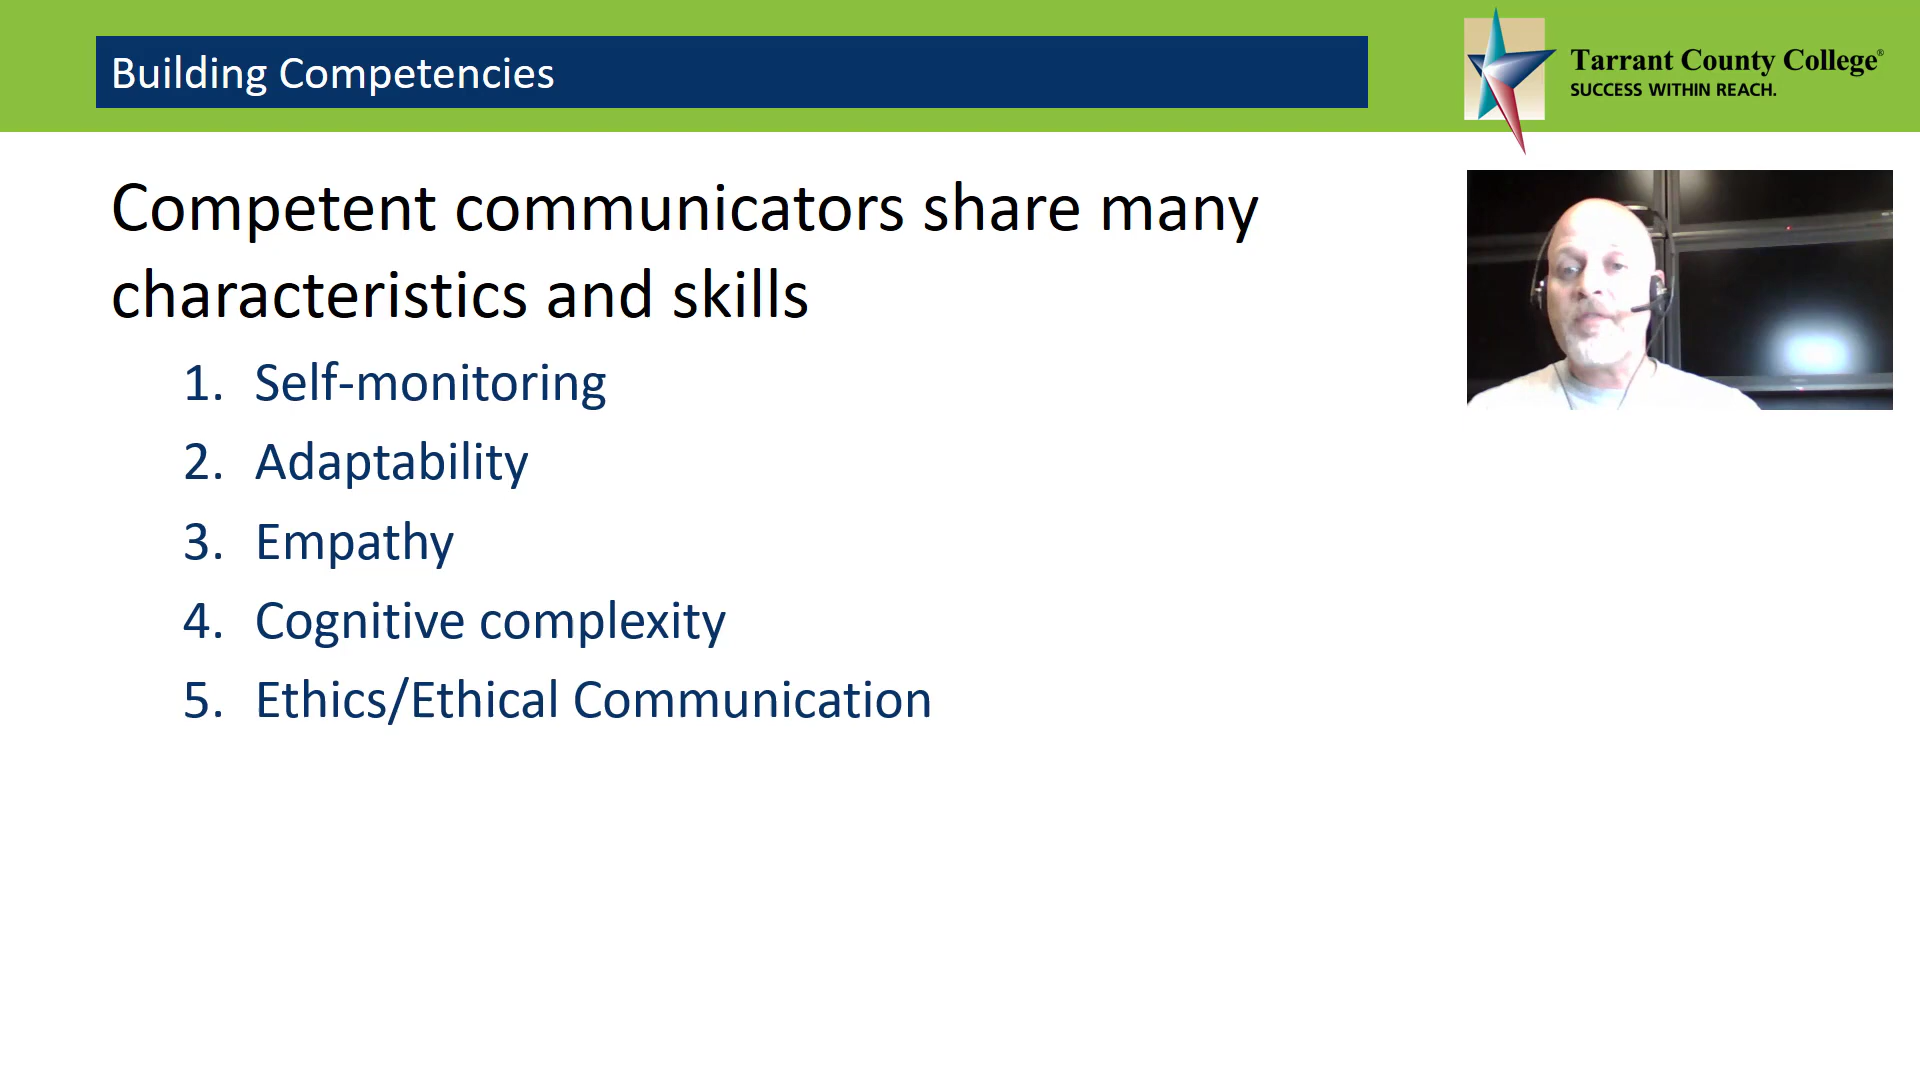 Building Competencies
Tarrant County College®
SUCCESS WITHIN REACH.
Competent communicators share many
characteristics and skills
1. Self-monitoring
2. Adaptability
3. Empathy
4. Cognitive complexity
5. Ethics/Ethical Communication